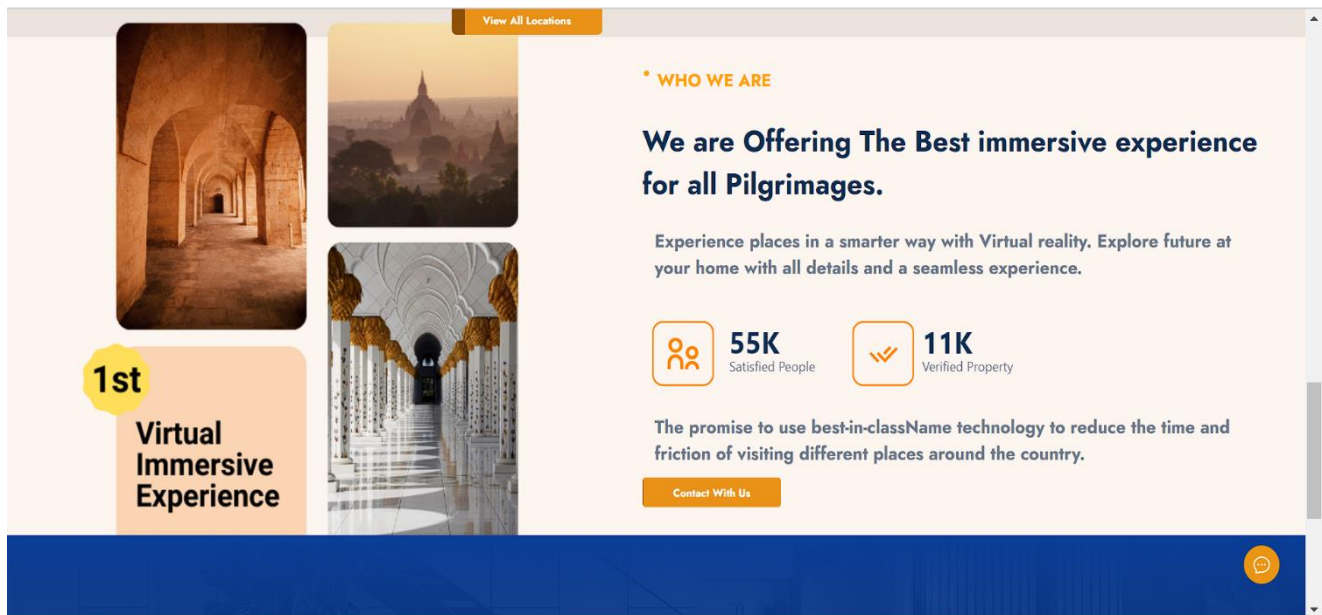 View All Locations
WHO WE ARE
We are Offering The Best immersive experience
for all Pilgrimages.
Experience places in a smarter way with Virtual reality. Explore future at
your home with all details and a seamless experience.
55K
Satisfied People
11K
Verified Property
The promise to use best-in-className technology to reduce the time and
friction of visiting different places around the country.
Contact With Us
1st
Virtual
Immersive
Experience